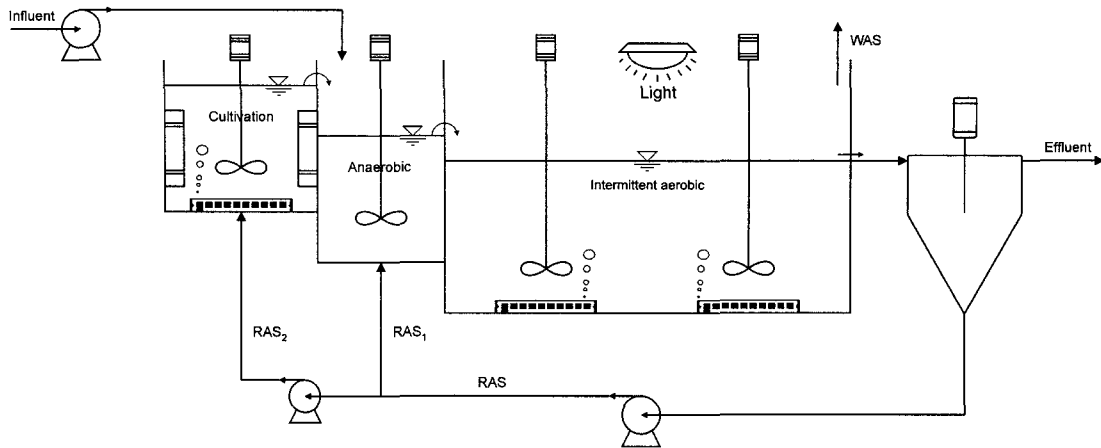 Influent
WAS
Light
Cultivation
Anaerobic
Intermittent aerobic
Effluent
RAS₂
RAS₁
RAS